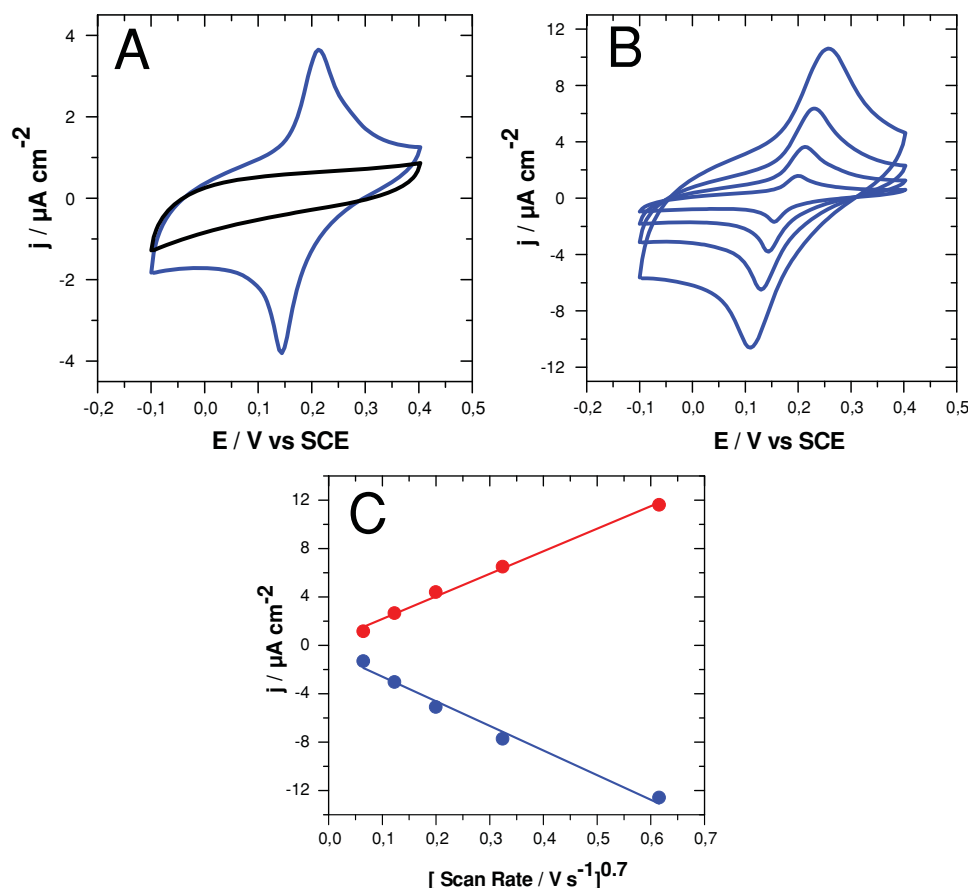 A
j / µA cm-2
4
2
0
-2
-4
-0,2 -0,1 0,0 0,1 0,2 0,3 0,4 0,5
E / V vs SCE
B
j / µA cm-2
12
8
4
0
-4
-8
-12
-0,2 -0,1 0,0 0,1 0,2 0,3 0,4 0,5
E / V vs SCE
C
j / µA cm-2
12
8
4
0
-4
-8
-12
0,0 0,1 0,2 0,3 0,4 0,5 0,6 0,7
[ Scan Rate / V s-1]0.7